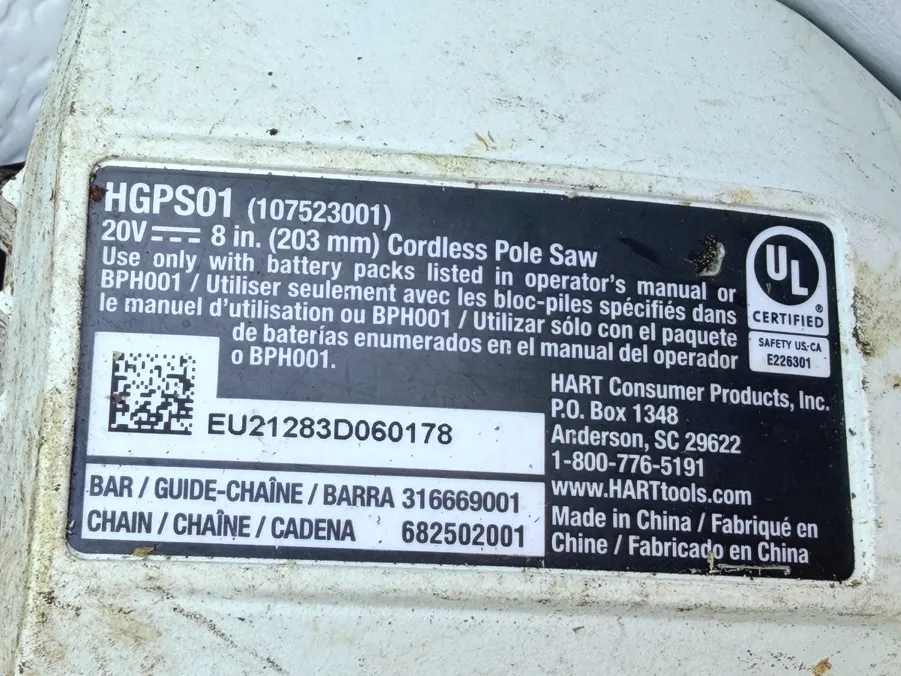 HGPS01 (107523001)
20V 8 in. (203 mm) Cordless Pole Saw
Use only with battery packs listed in operator's manual or
BPH001 / Utiliser seulement avec les bloc-piles spécifiés dans
le manuel d'utilisation ou BPH001 / Utilizar sólo con el paquete
de baterías enumerados en el manual del operador
o BPH001.
UL
®
CERTIFIED
SAFETY US-CA
E226301
EU21283D060178
HART Consumer Products, Inc.
P.O. Box 1348
Anderson, SC 29622
1-800-776-5191
www.HARTtools.com
Made in China / Fabriqué en
Chine / Fabricado en China
BAR / GUIDE-CHAÎNE / BARRA 316669001
CHAIN / CHAÎNE / CADENA 682502001